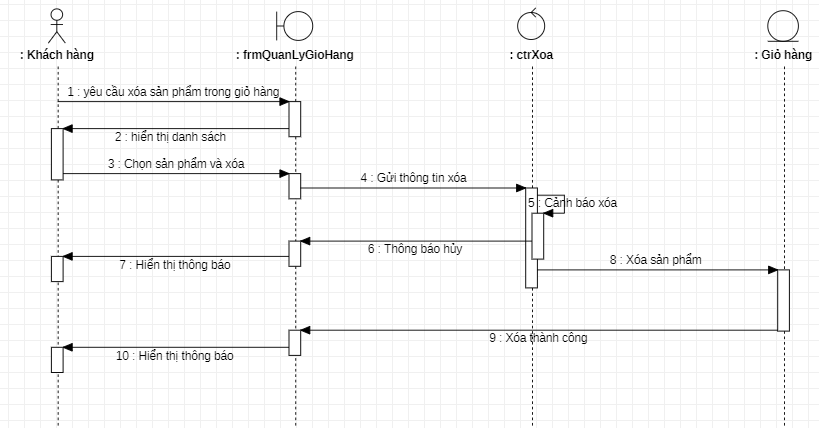 : Khách hàng
: frmQuanLyGioHang
: ctrXoa
: Giỏ hàng
1 : yêu cầu xóa sản phẩm trong giỏ hàng
2 : hiển thị danh sách
3 : Chọn sản phẩm và xóa
4 : Gửi thông tin xóa
5 : Cảnh báo xóa
6 : Thông báo hủy
7 : Hiển thị thông báo
8 : Xóa sản phẩm
9 : Xóa thành công
10 : Hiển thị thông báo